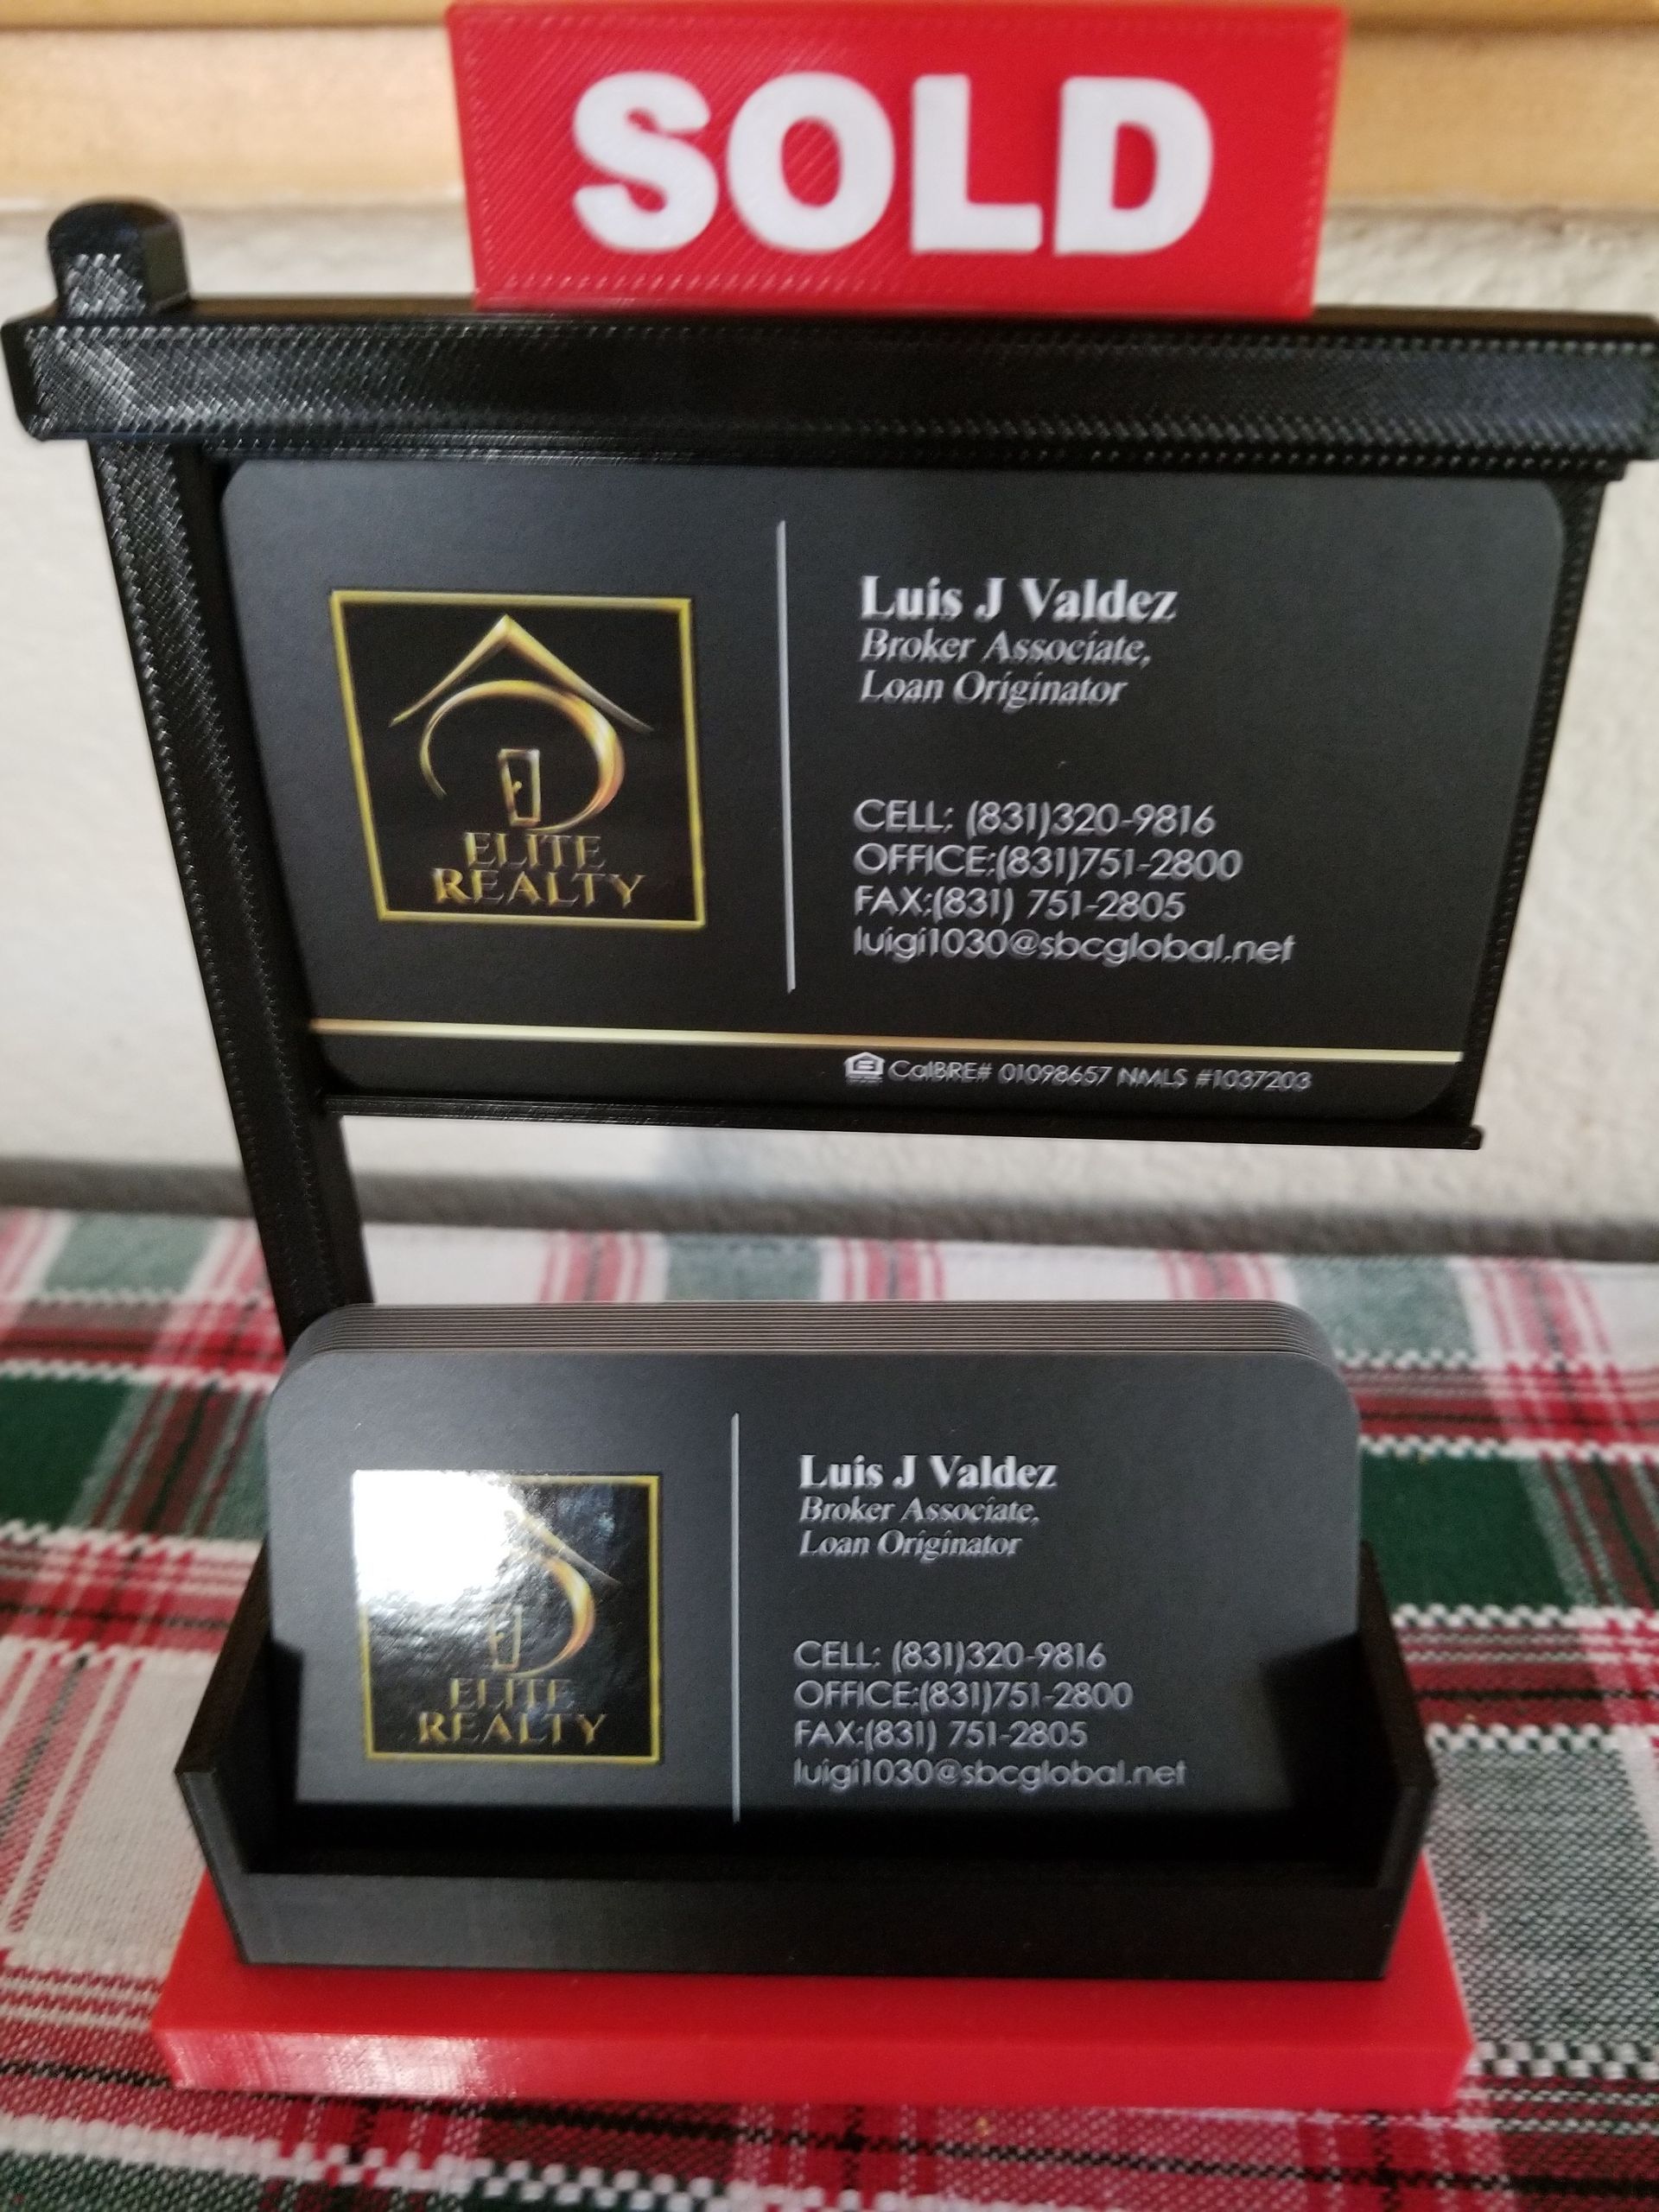 SOLD
Luis J Valdez
Broker Associate,
Loan Originator
CELL: (831)320-9816
OFFICE:(831)751-2800
FAX:(831) 751-2805
luigi1030@sbcglobal.net
ELITE
REALTY
CalBRE# 01098657 NMLS #1037203
Luis J Valdez
Broker Associate,
Loan Originator
CELL: (831)320-9816
OFFICE:(831)751-2800
FAX:(831) 751-2805
luigi1030@sbcglobal.net
ELITE
REALTY